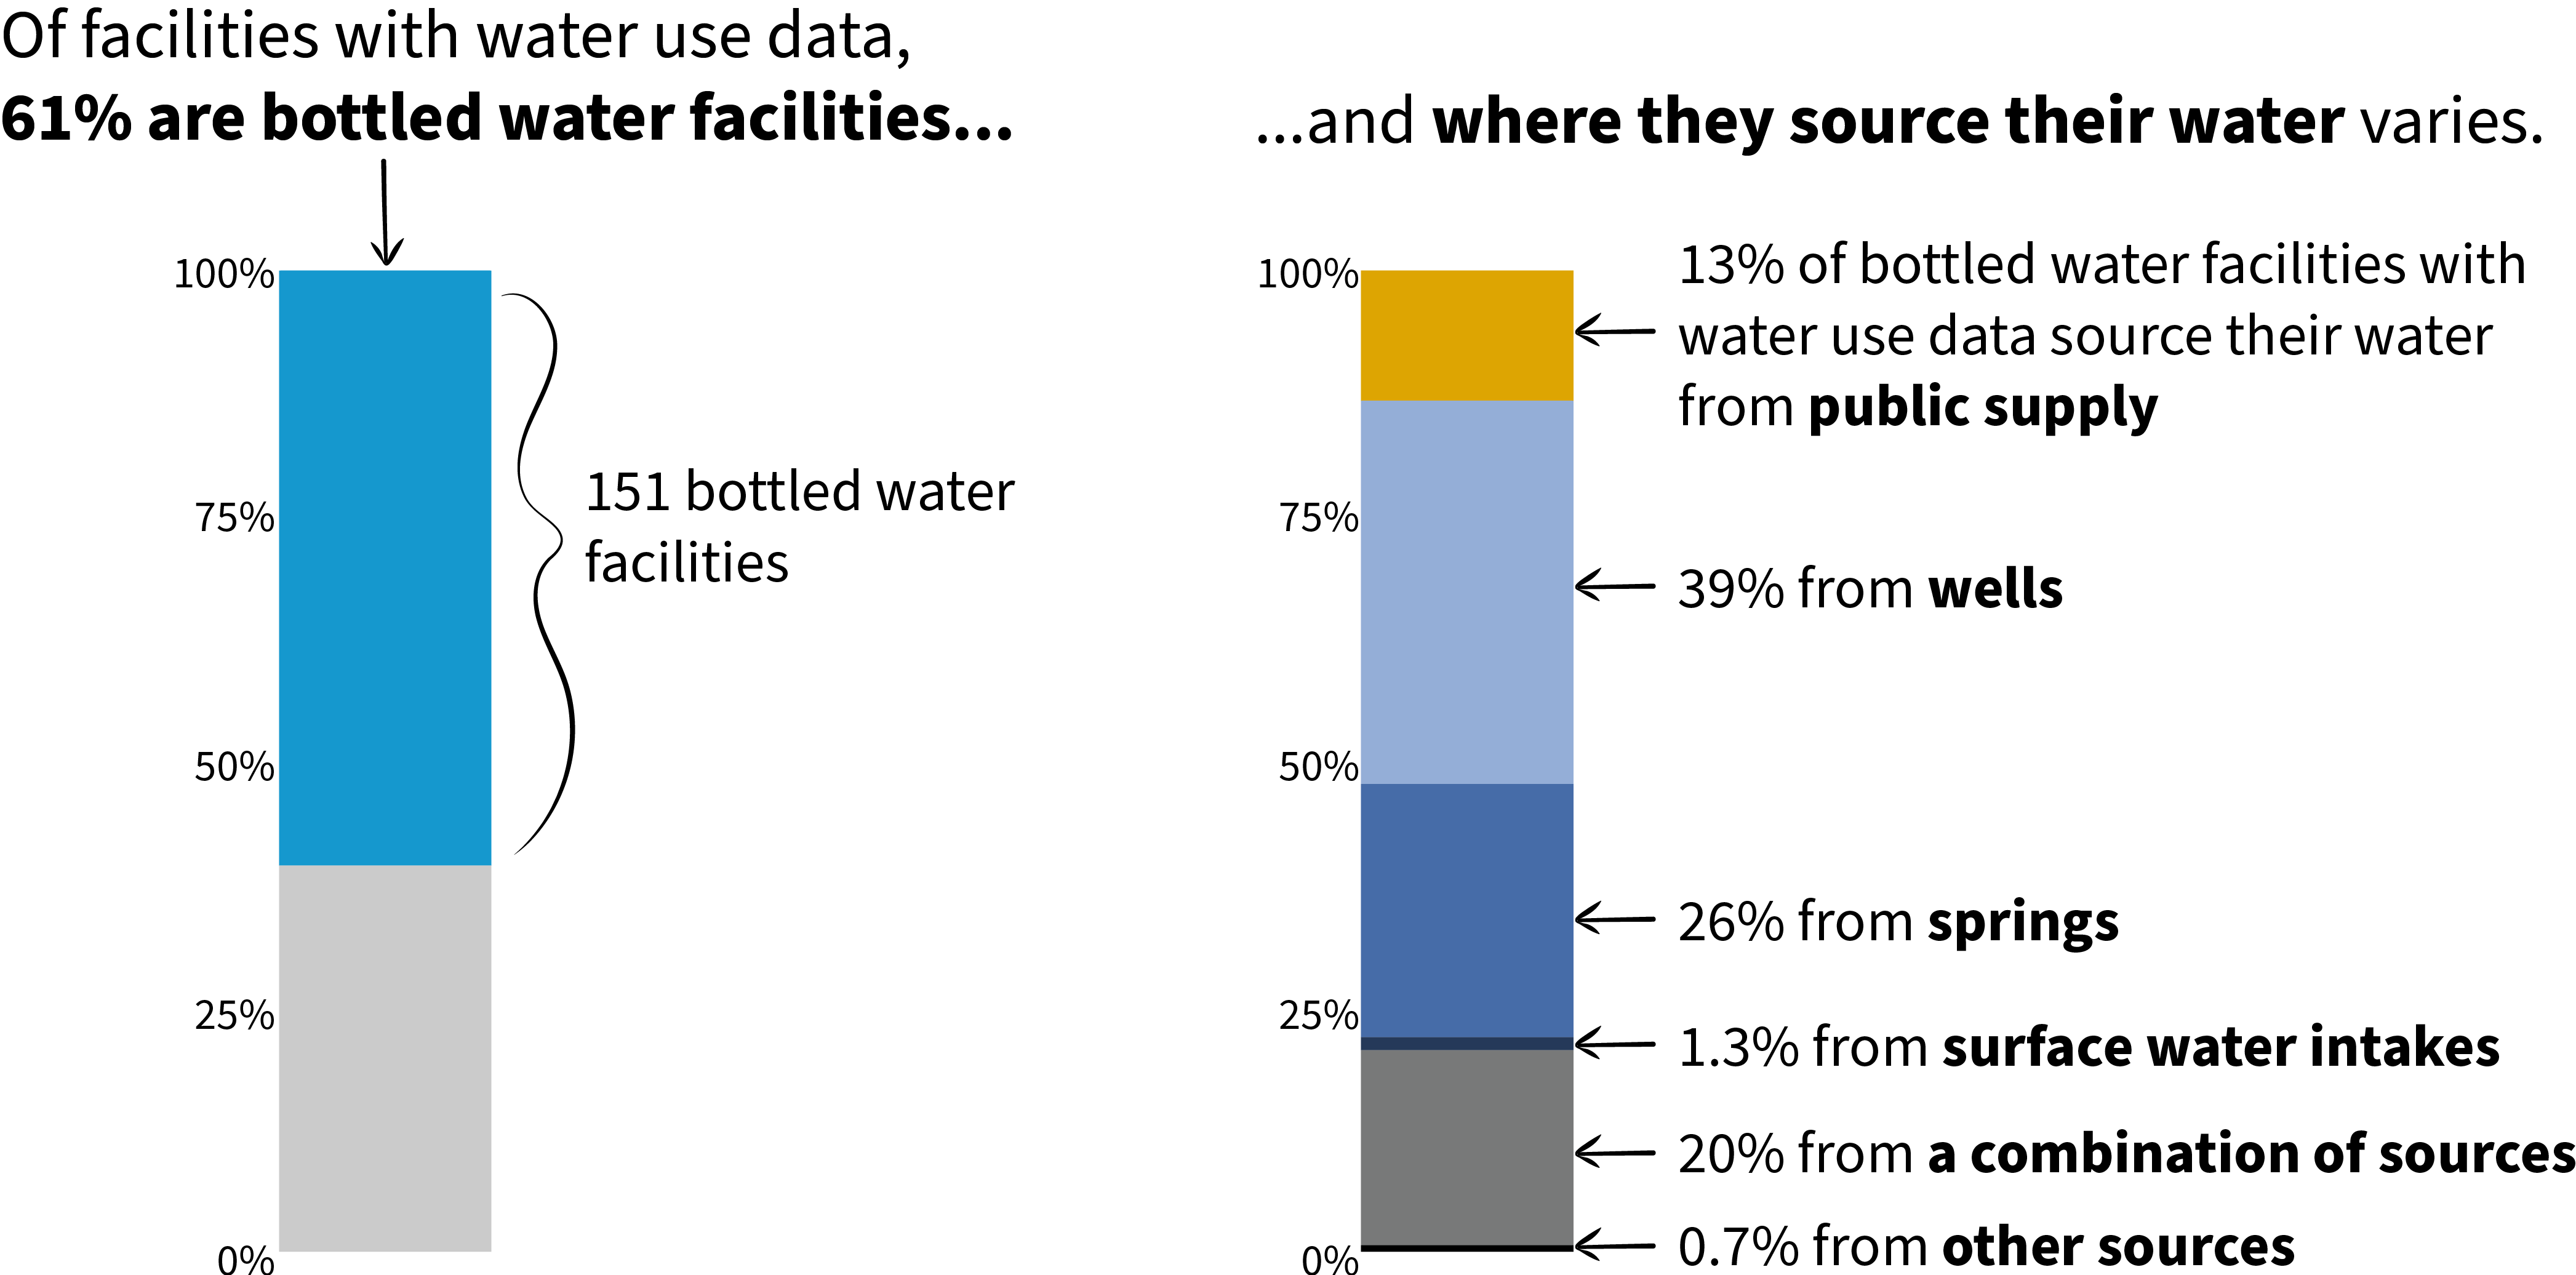 Of facilities with water use data,
61% are bottled water facilities...
100%
75%
50%
25%
0%
151 bottled water
facilities
...and where they source their water varies.
100%
75%
50%
25%
0%
13% of bottled water facilities with
water use data source their water
from public supply
39% from wells
26% from springs
1.3% from surface water intakes
20% from a combination of sources
0.7% from other sources